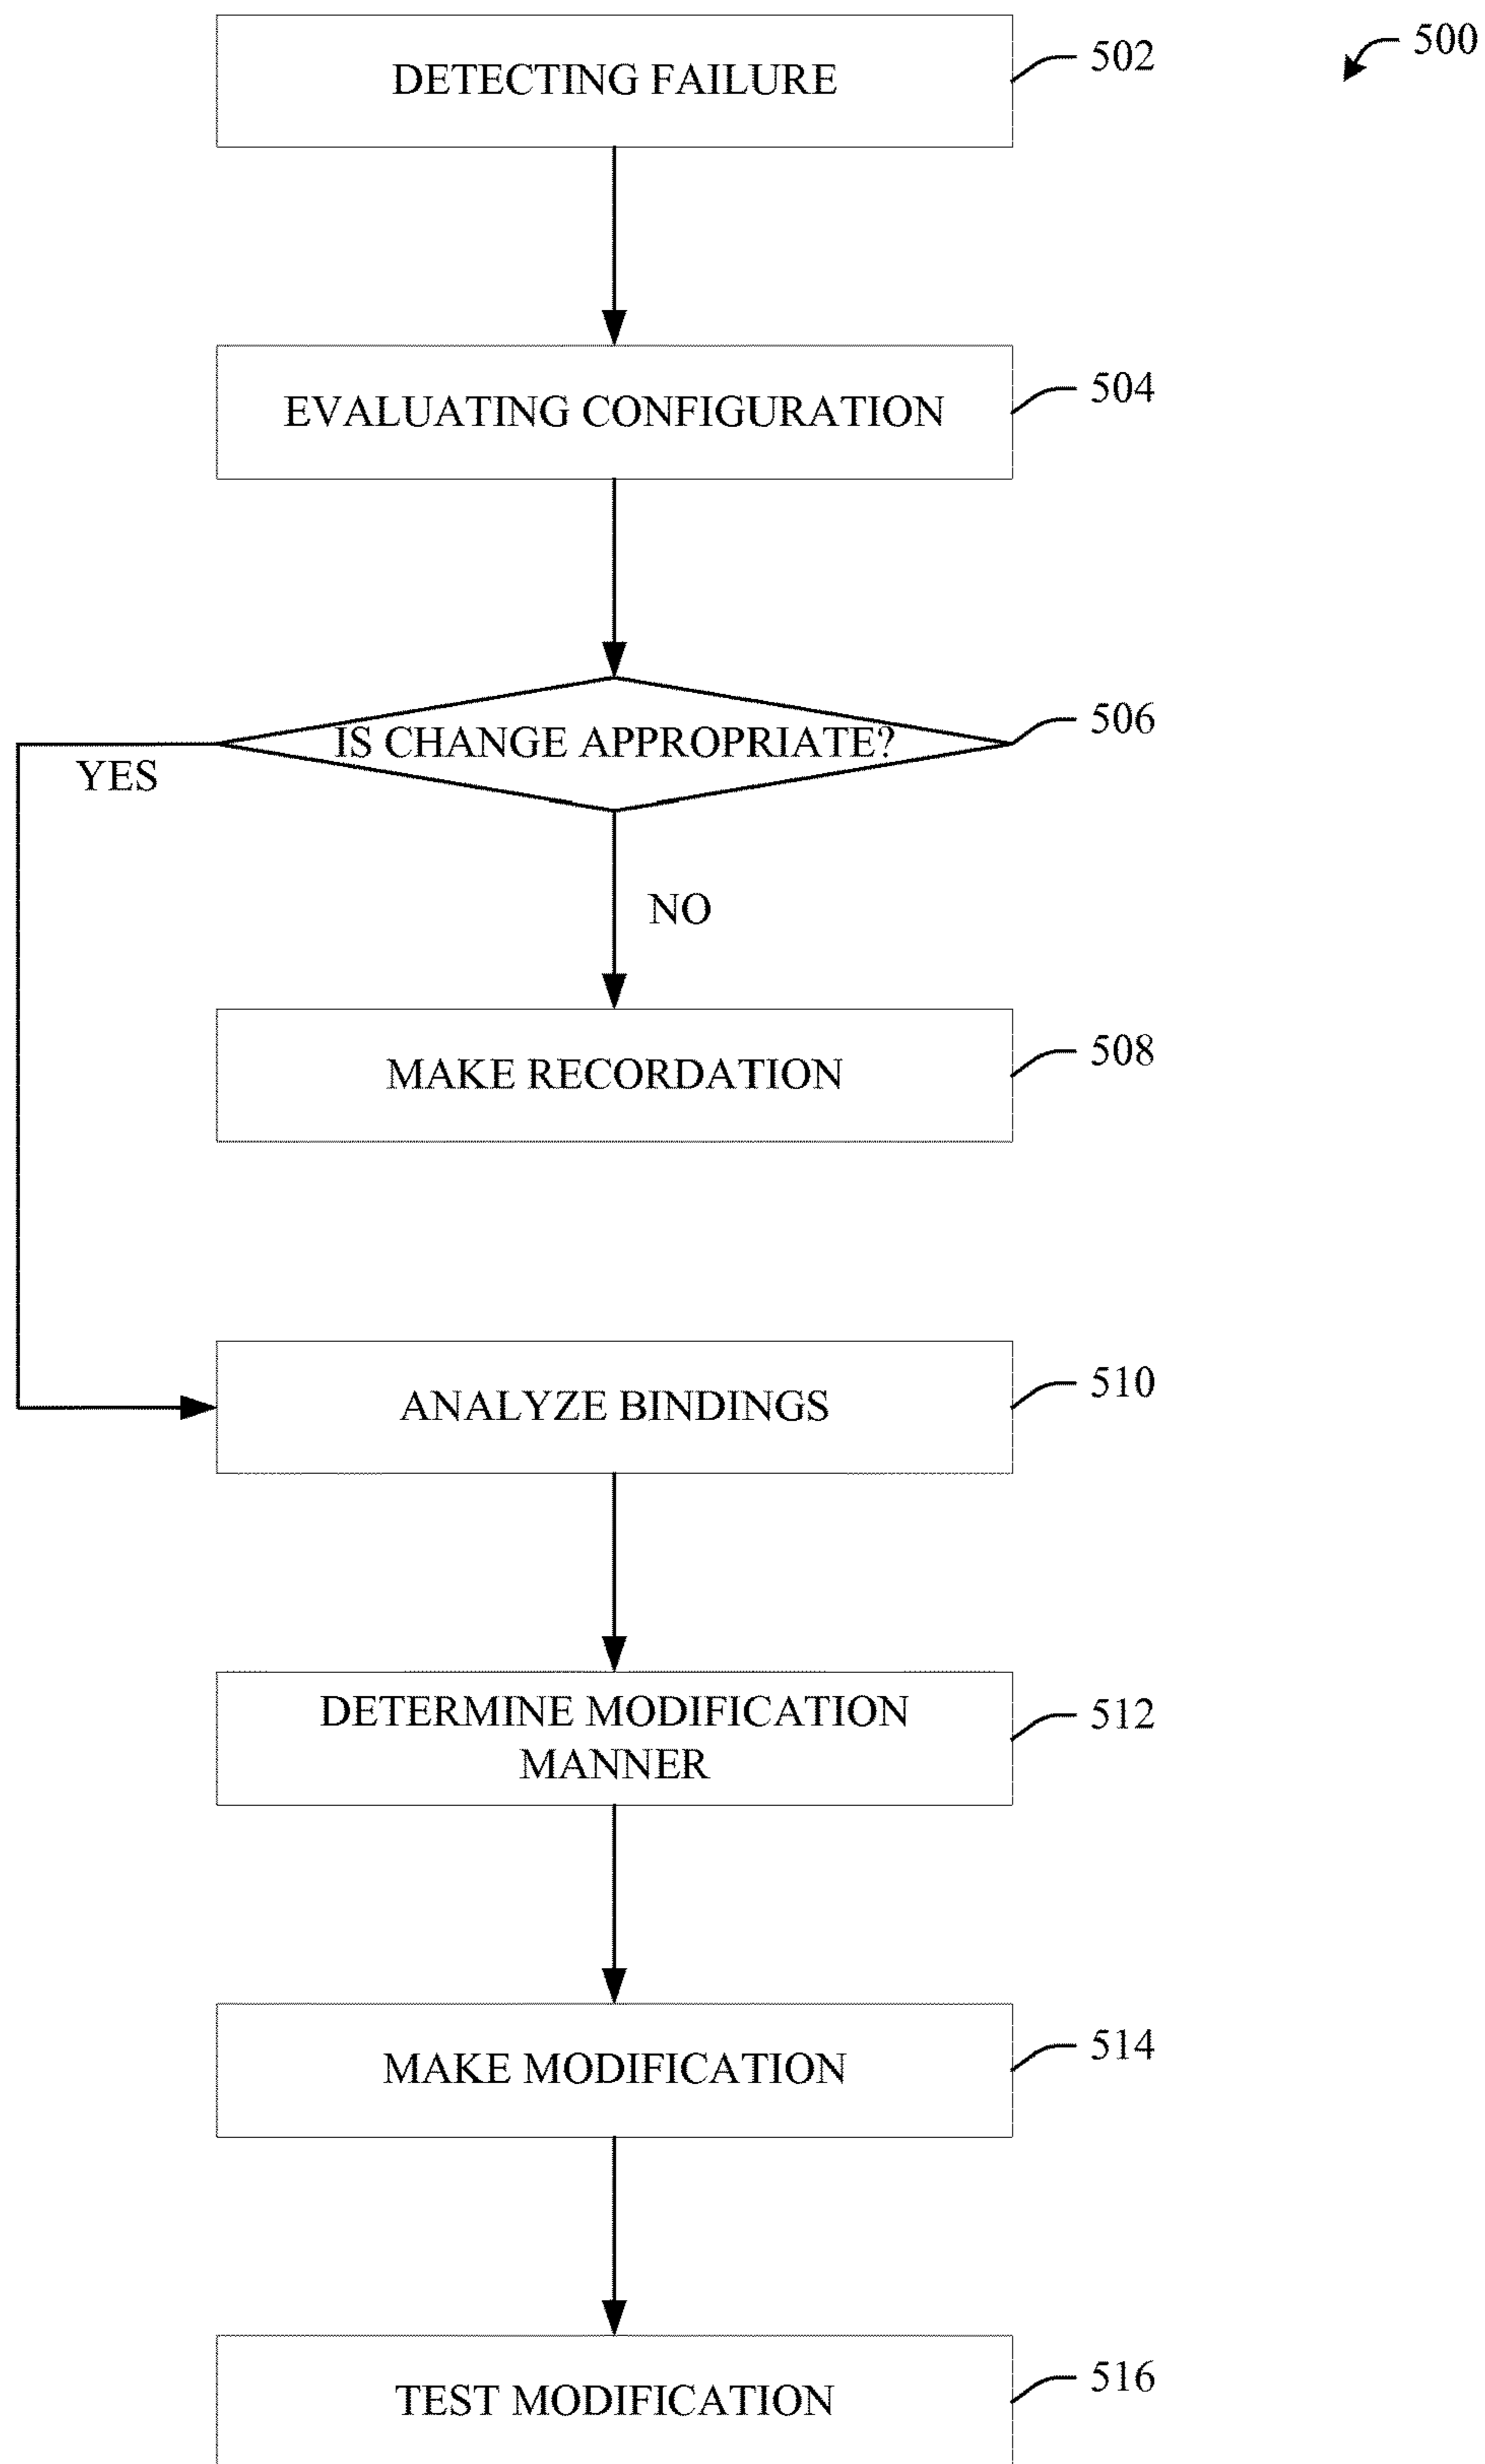 500
DETECTING FAILURE
502
EVALUATING CONFIGURATION
504
IS CHANGE APPROPRIATE?
506
YES
NO
MAKE RECORDATION
508
ANALYZE BINDINGS
510
DETERMINE MODIFICATION
MANNER
512
MAKE MODIFICATION
514
TEST MODIFICATION
516